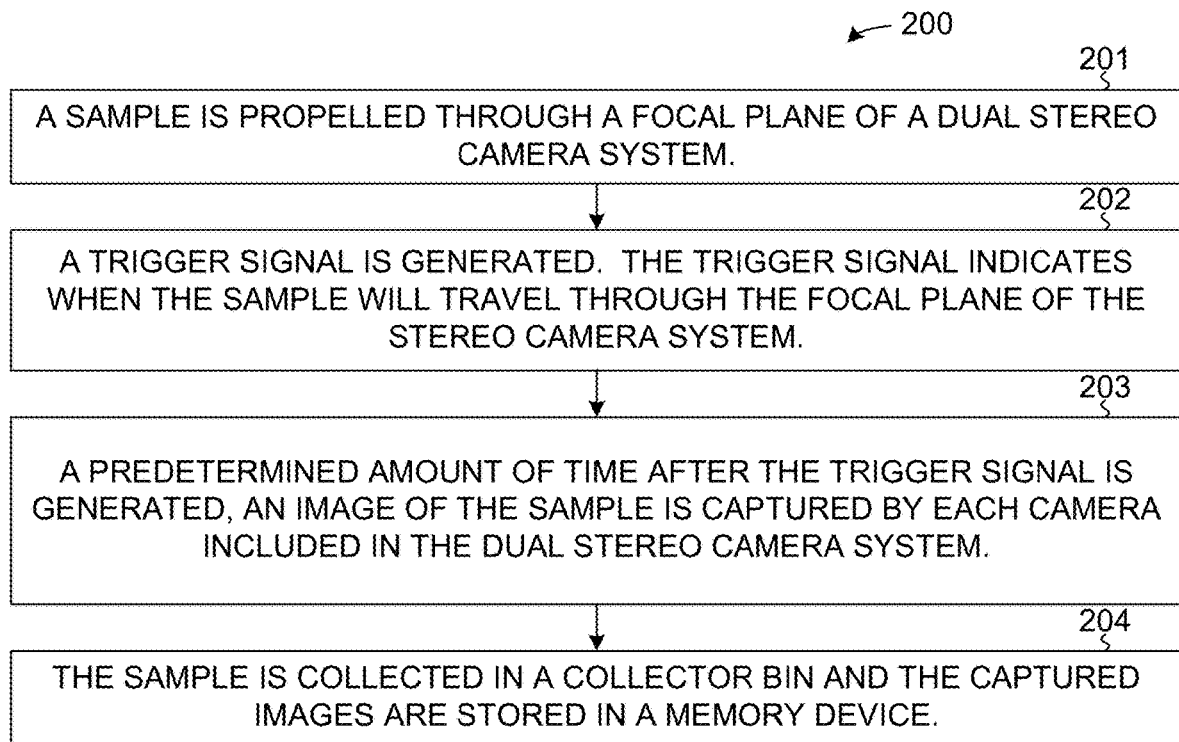 200
201
A SAMPLE IS PROPELLED THROUGH A FOCAL PLANE OF A DUAL STEREO
CAMERA SYSTEM.
202
A TRIGGER SIGNAL IS GENERATED. THE TRIGGER SIGNAL INDICATES
WHEN THE SAMPLE WILL TRAVEL THROUGH THE FOCAL PLANE OF THE
STEREO CAMERA SYSTEM.
203
A PREDETERMINED AMOUNT OF TIME AFTER THE TRIGGER SIGNAL IS
GENERATED, AN IMAGE OF THE SAMPLE IS CAPTURED BY EACH CAMERA
INCLUDED IN THE DUAL STEREO CAMERA SYSTEM.
204
THE SAMPLE IS COLLECTED IN A COLLECTOR BIN AND THE CAPTURED
IMAGES ARE STORED IN A MEMORY DEVICE.